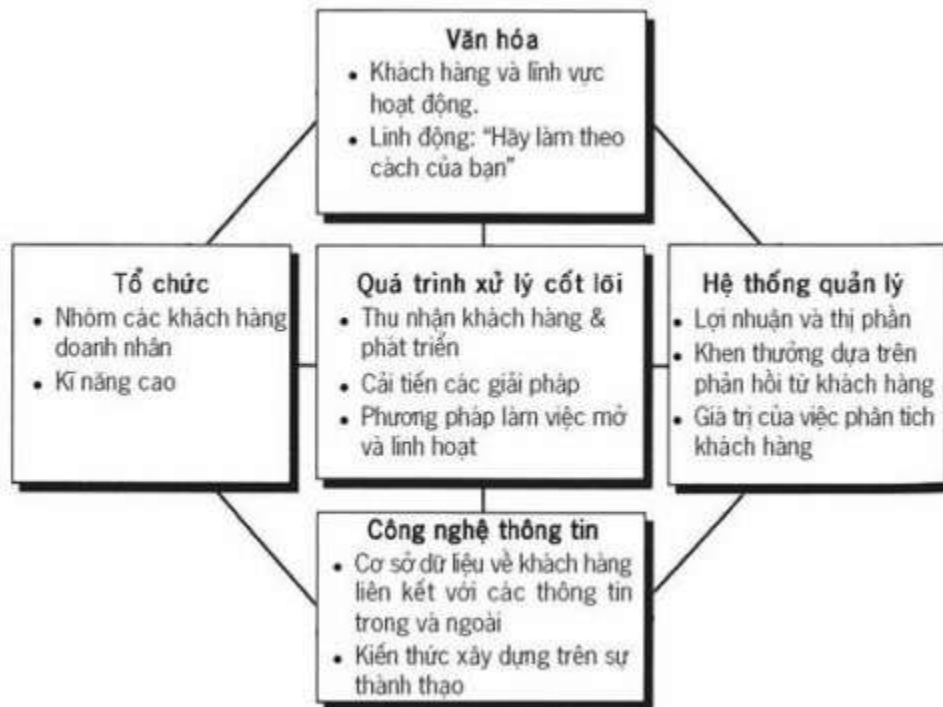 Văn hóa
• Khách hàng và lĩnh vực
hoạt động.
• Linh động: “Hãy làm theo
cách của bạn”
Tổ chức
• Nhóm các khách hàng
doanh nhân
• Kĩ năng cao
Quá trình xử lý cốt lõi
• Thu nhận khách hàng &
phát triển
• Cải tiến các giải pháp
• Phương pháp làm việc mở
và linh hoạt
Hệ thống quản lý
• Lợi nhuận và thị phần
• Khen thưởng dựa trên
phản hồi từ khách hàng
• Giá trị của việc phân tích
khách hàng
Công nghệ thông tin
• Cơ sở dữ liệu về khách hàng
liên kết với các thông tin
trong và ngoài
• Kiến thức xây dựng trên sự
thành thạo